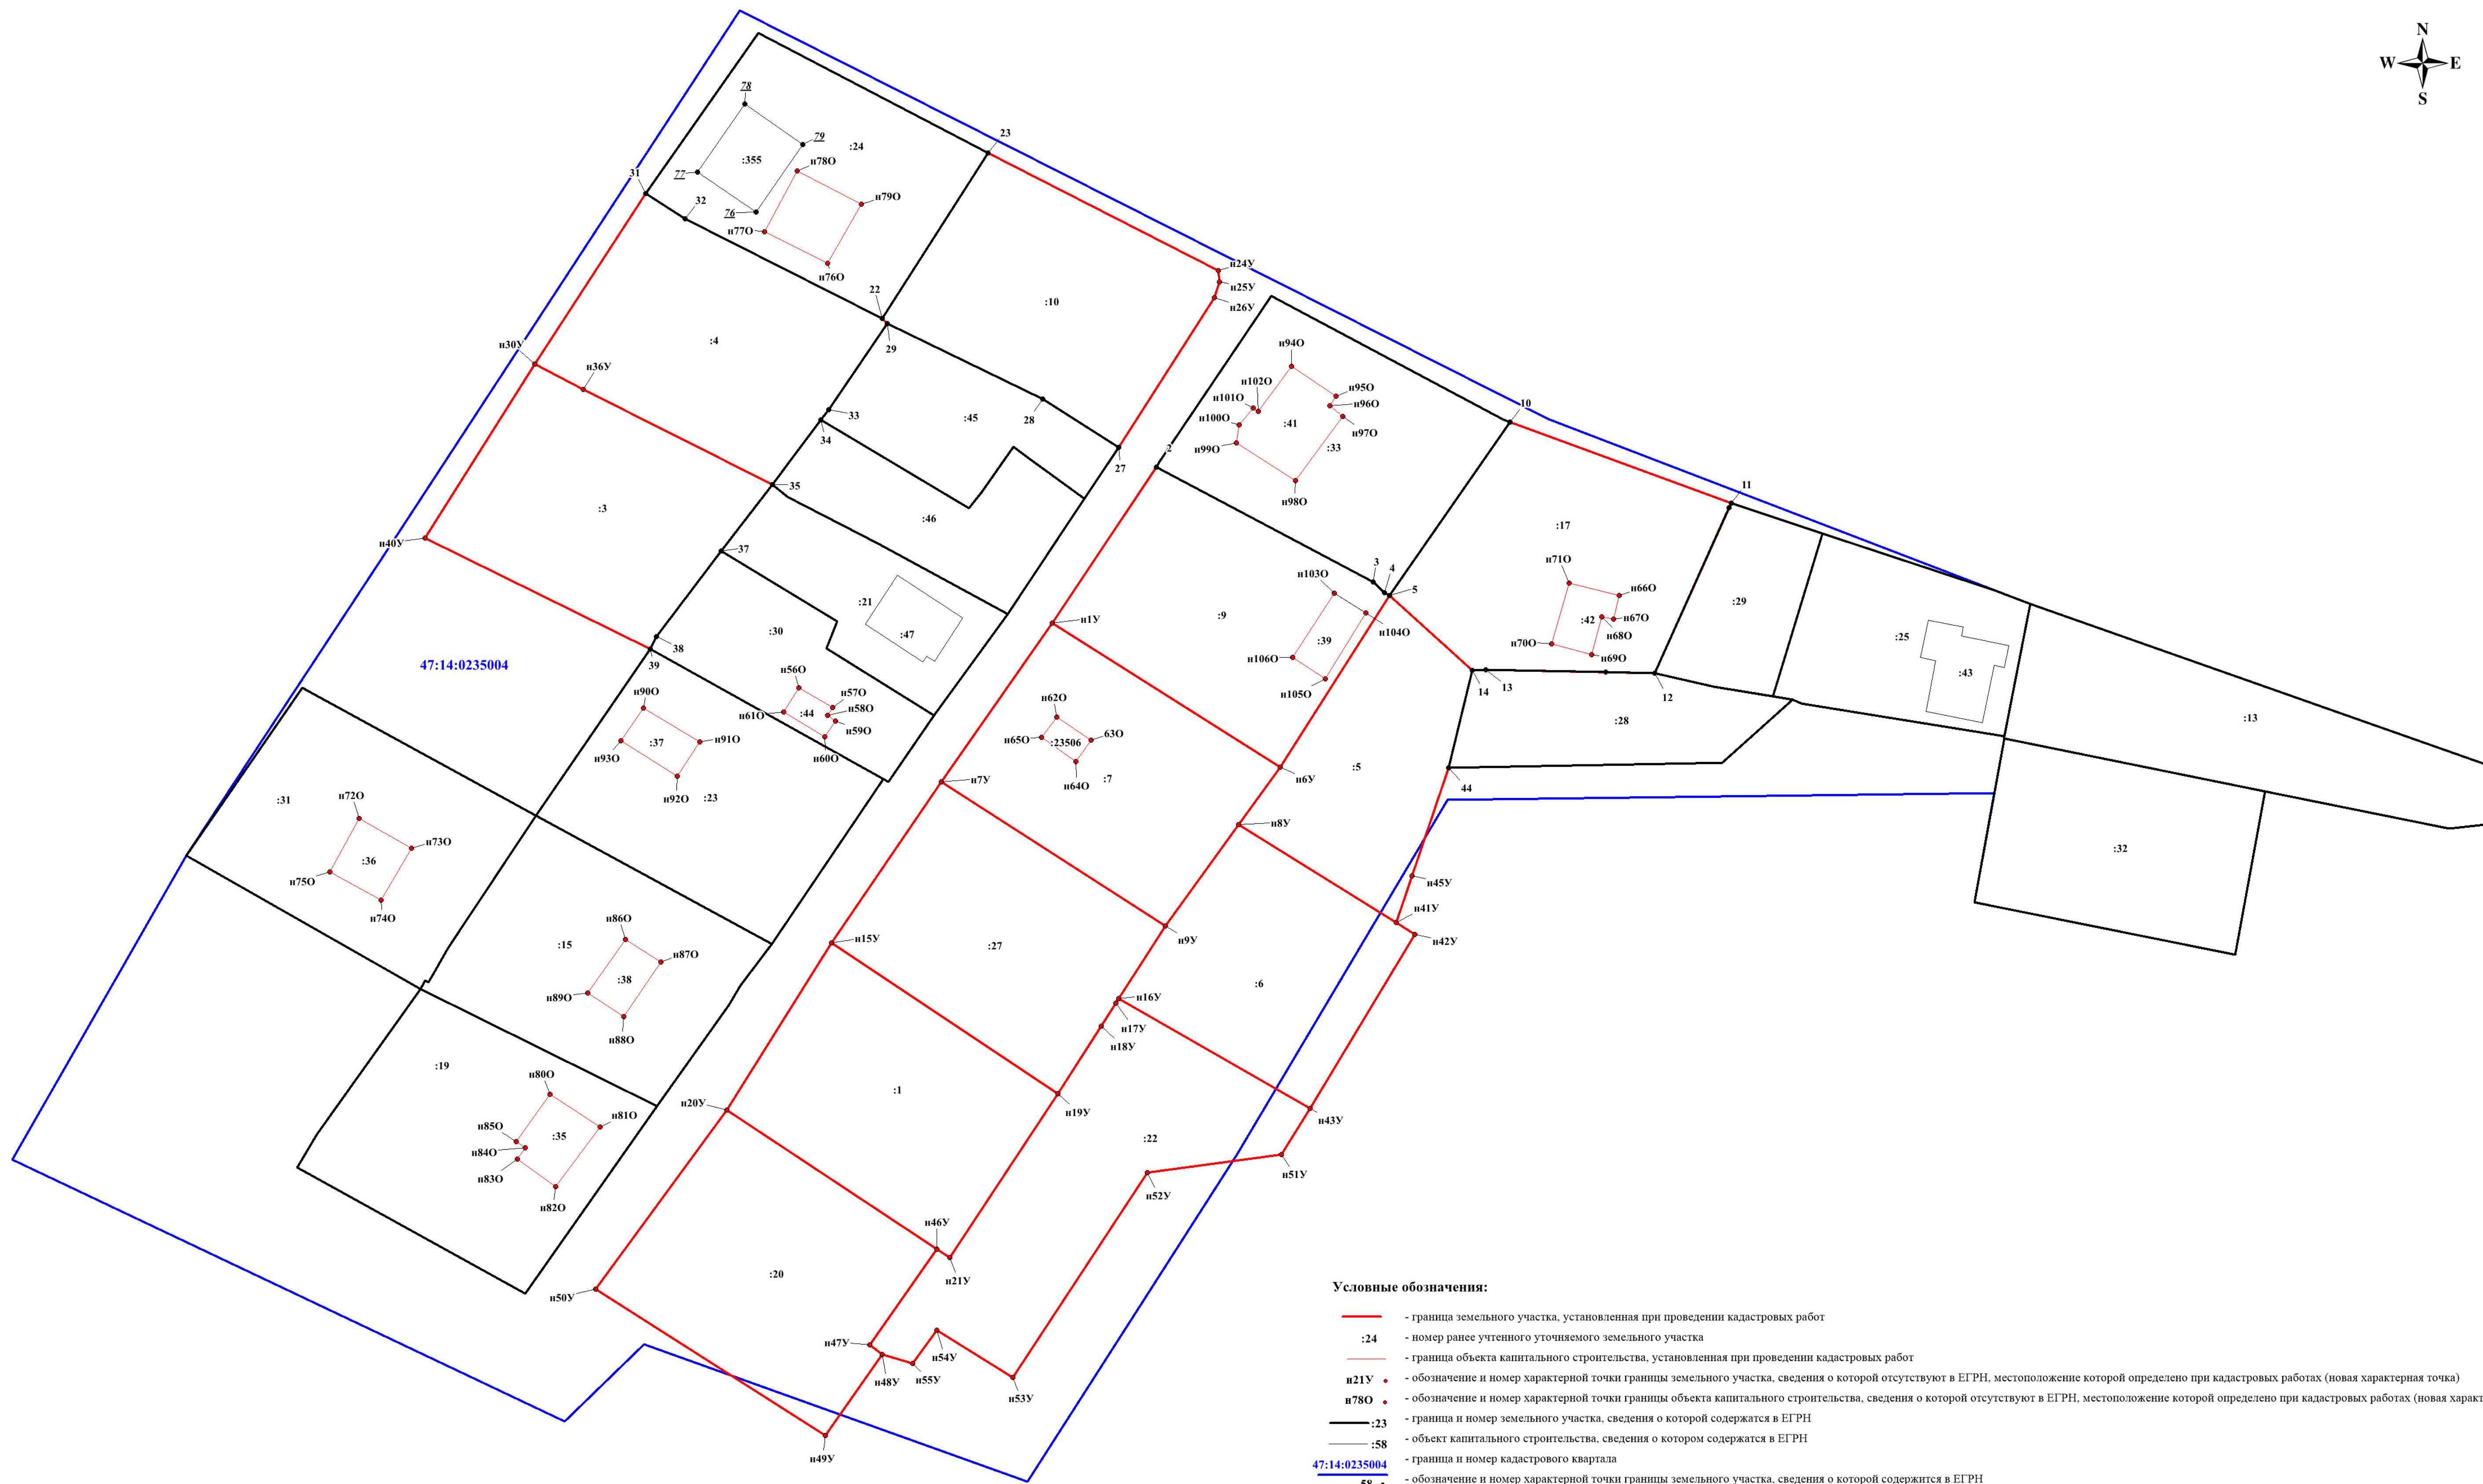 N
W E
S
78
23
79
:24
:355
н78О
31
77
н79О
32
76
н77О
н24У
н76О
н25У
22
:10
н26У
:4
н30У
29
н94О
н36У
н102О
н95О
н101О
н96О
10
33
:45
28
н100О
:41
н97О
34
2
н99О
:33
27
35
н98О
11
:3
:46
:17
н40У
37
3
4
н71О
н103О
5
н66О
:21
:29
н1У
:9
:42
н67О
:30
:47
н104О
н68О
:25
38
:39
н70О
н69О
39
н106О
47:14:0235004
н56О
:43
н105О
14
13
12
н90О
н57О
н62О
н61О
:44
н58О
:28
:13
н59О
63О
н65О
:23506
:37
н91О
н93О
н60О
н6У
:5
н7У
н64О
:7
44
н72О
:31
н92О
:23
н8У
н73О
:32
:36
н75О
н45У
н41У
н74О
н86О
н15У
н9У
н42У
:15
:27
н87О
:38
:6
н89О
н16У
н17У
н88О
н18У
:19
н80О
:1
н20У
н19У
н81О
н43У
н85О
:35
:22
н84О
н83О
н51У
н52У
н82О
н46У
:20
н21У
н50У
н47У
н54У
н48У
н55У
н53У
н49У
Условные обозначения:
- граница земельного участка, установленная при проведении кадастровых работ
:24 - номер ранее учтенного уточняемого земельного участка
- граница объекта капитального строительства, установленная при проведении кадастровых работ
н21У - обозначение и номер характерной точки границы земельного участка, сведения о которой отсутствуют в ЕГРН, местоположение которой определено при кадастровых работах (новая характерная точка)
н78О - обозначение и номер характерной точки границы объекта капитального строительства, сведения о которой отсутствуют в ЕГРН, местоположение которой определено при кадастровых работах (новая характ
:23 - граница и номер земельного участка, сведения о которой содержатся в ЕГРН
:58 - объект капитального строительства, сведения о котором содержатся в ЕГРН
47:14:0235004 - граница и номер кадастрового квартала
58 - обозначение и номер характерной точки границы земельного участка, сведения о которой содержится в ЕГРН